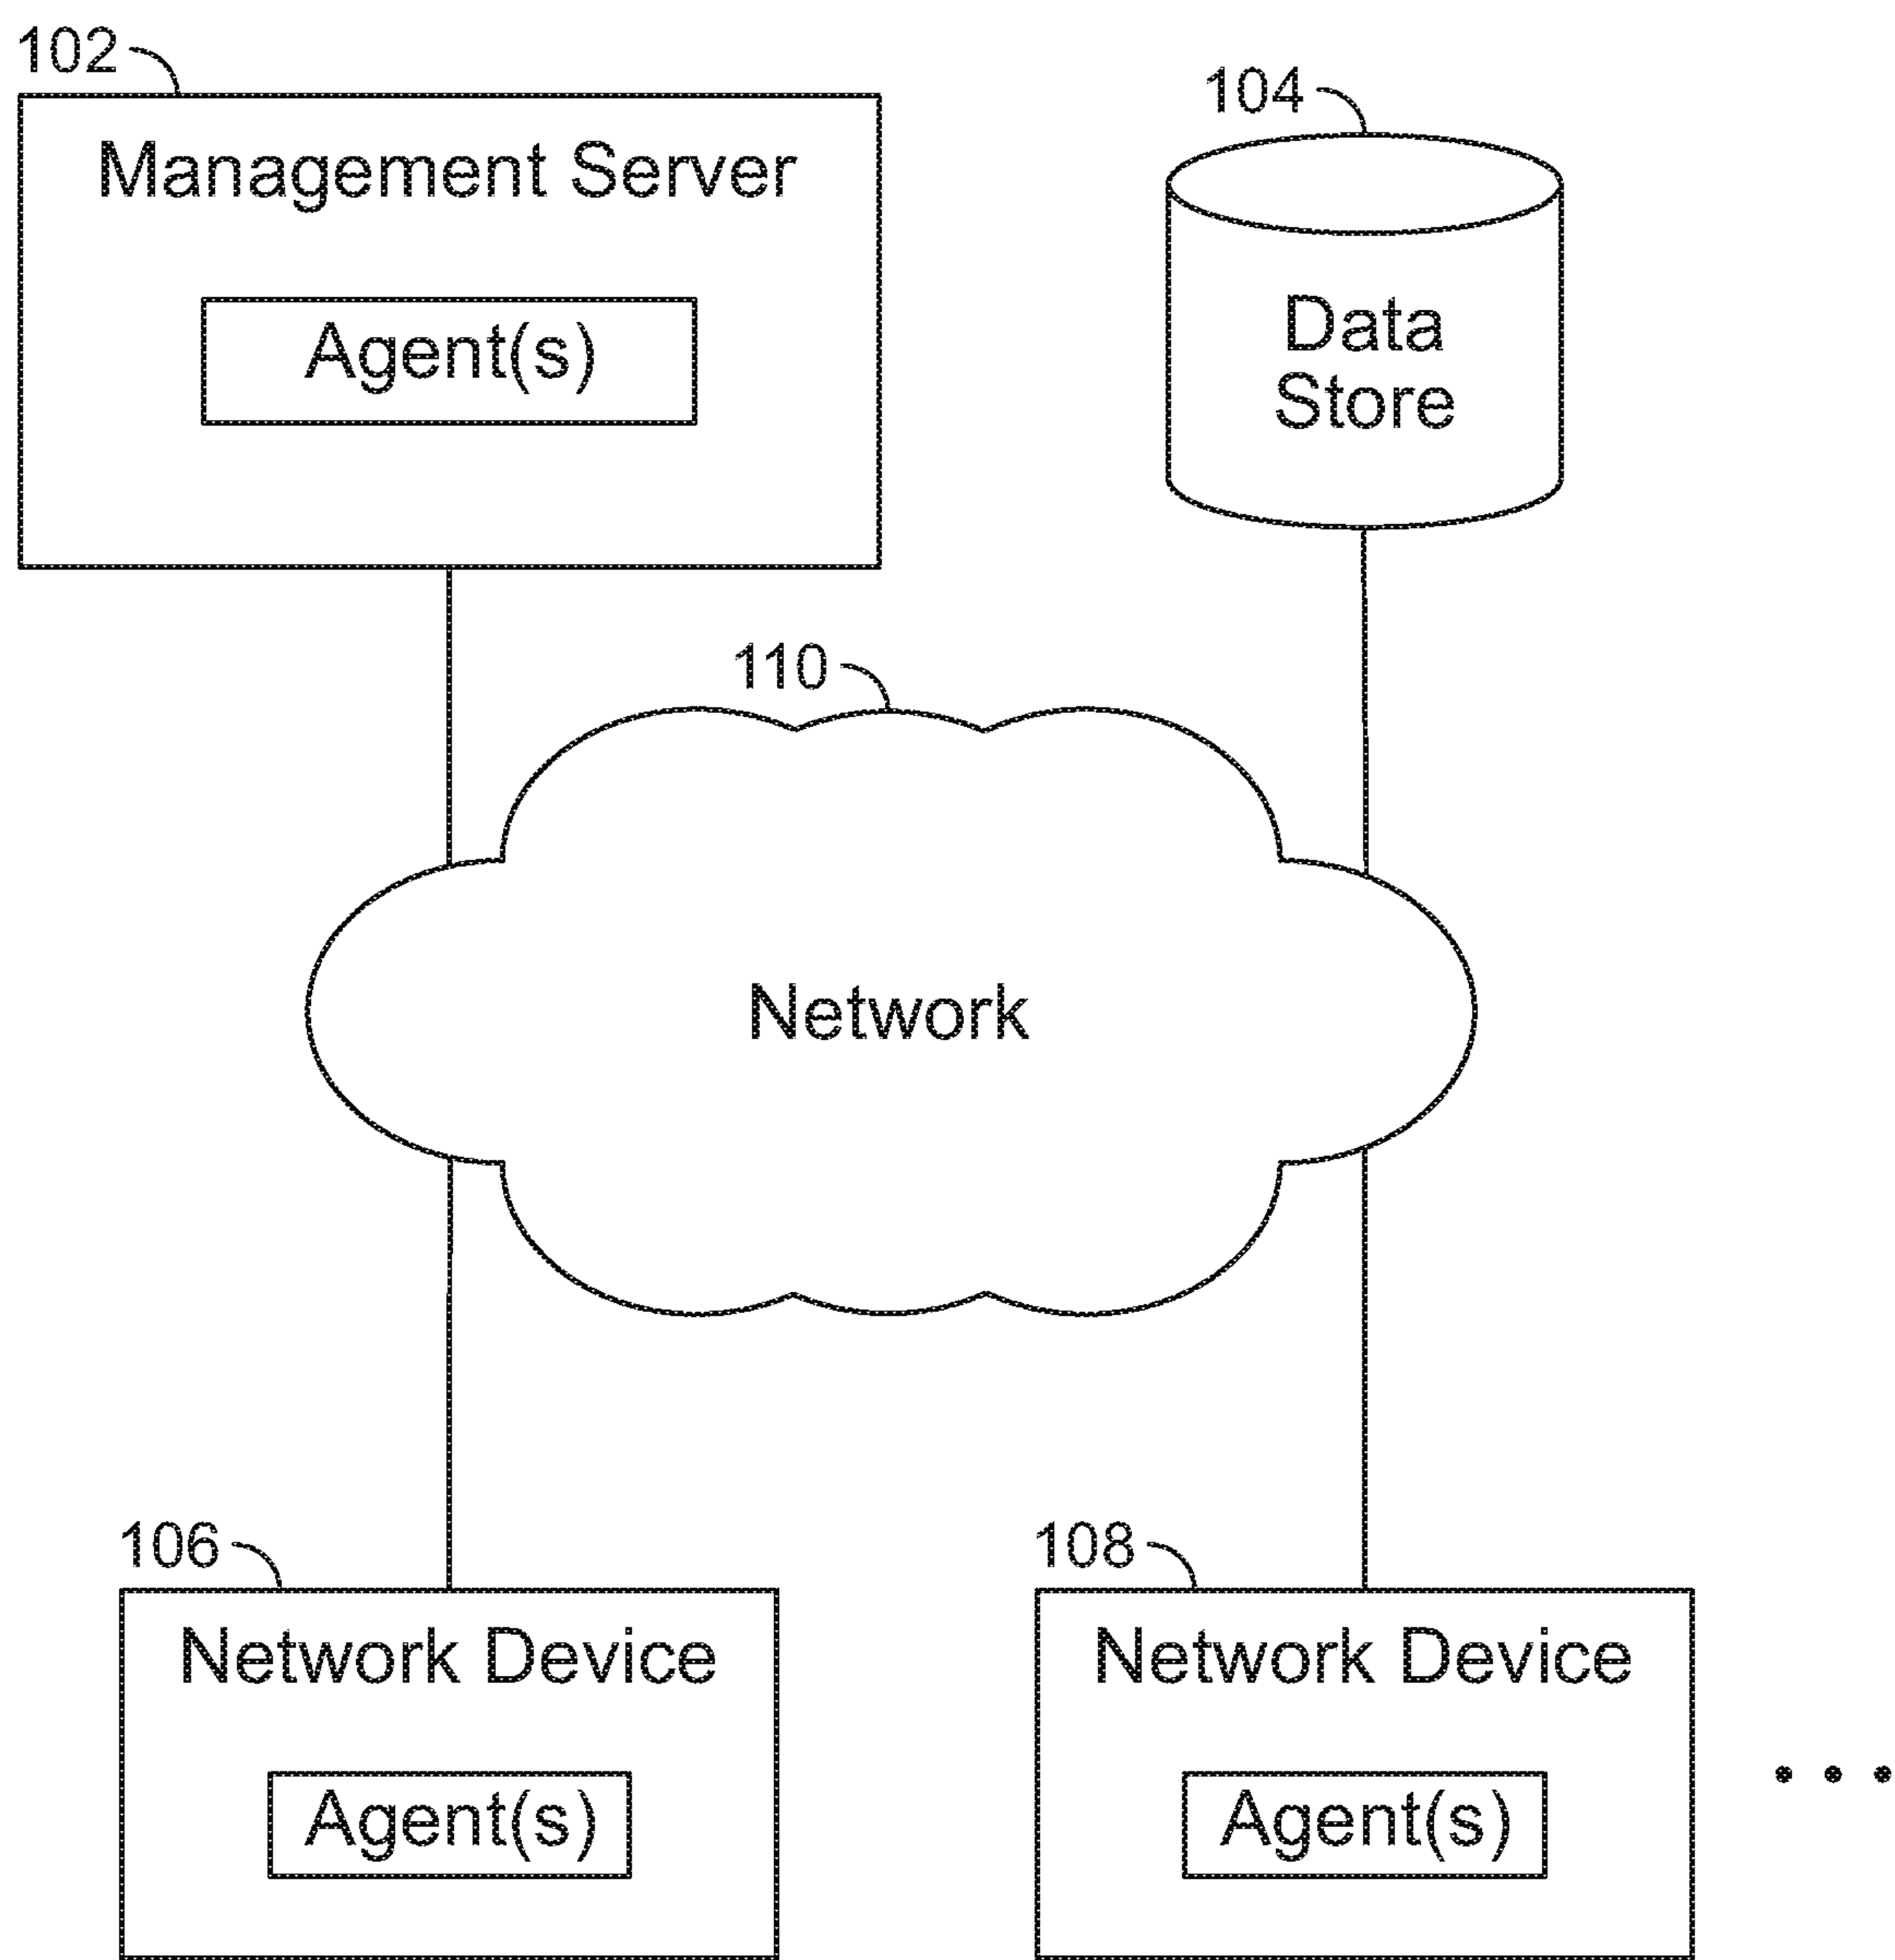 102
Management Server
Agent(s)
104
Data
Store
110
Network
106
Network Device
Agent(s)
108
Network Device
Agent(s)
• • •